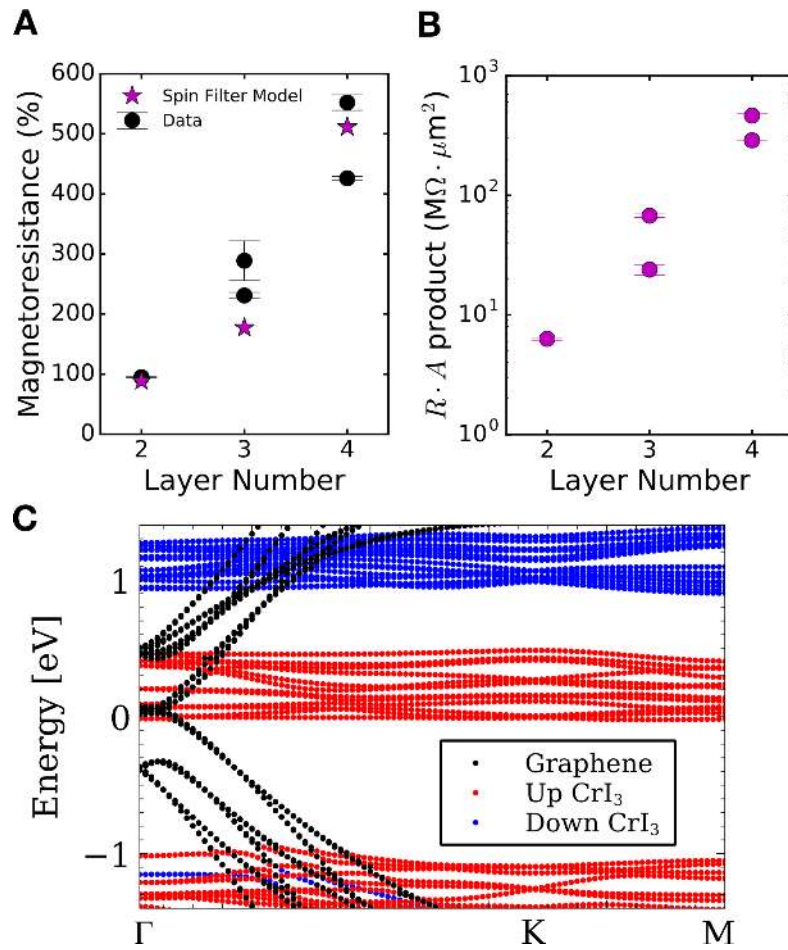 A
Magnetoresistance (%)
600
500
400
300
200
100
0
Spin Filter Model
Data
2 3 4
Layer Number
B
R · A product (MΩ · μm²)
10³
10²
10¹
10⁰
2 3 4
Layer Number
C
Energy [eV]
1
0
−1
Graphene
Up CrI₃
Down CrI₃
Γ K M